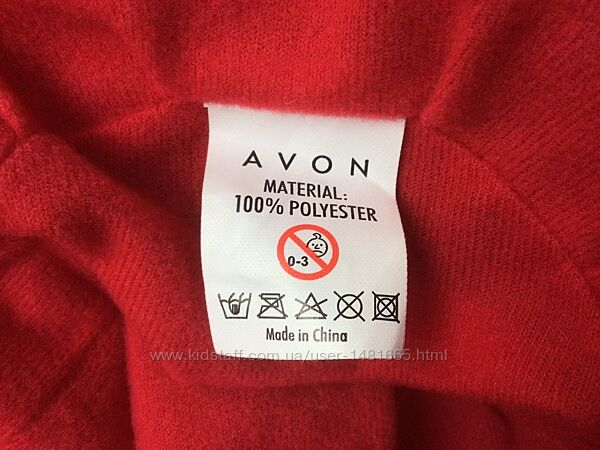 AVON
MATERIAL:
100% POLYESTER
0-3
Made in China
www.kidstaff.com.ua/user-1481665.html